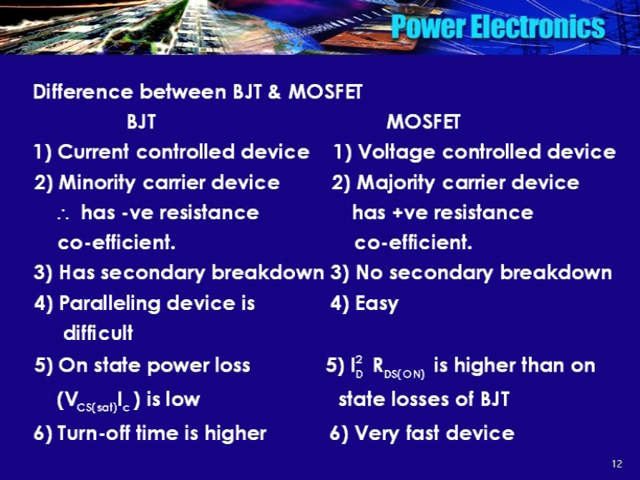 Power Electronics
Difference between BJT & MOSFET
BJT MOSFET
1) Current controlled device 1) Voltage controlled device
2) Minority carrier device 2) Majority carrier device
∴ has -ve resistance has +ve resistance
co-efficient. co-efficient.
3) Has secondary breakdown 3) No secondary breakdown
4) Paralleling device is 4) Easy
difficult
5) On state power loss 5) I²_D R_DS(ON) is higher than on
(V_CS(sat)I_c) is low state losses of BJT
6) Turn-off time is higher 6) Very fast device
12